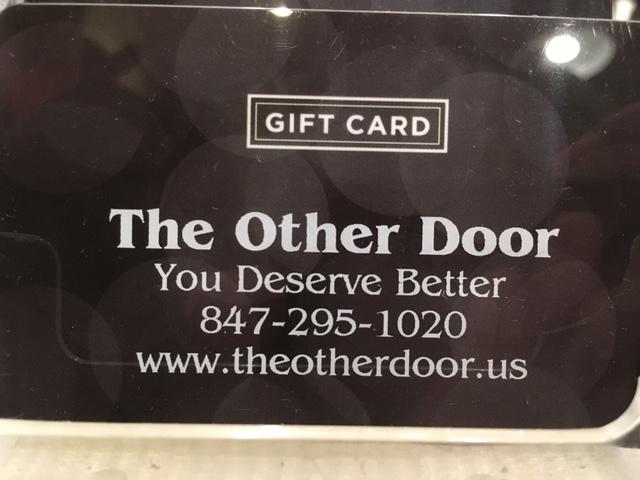 GIFT CARD
The Other Door
You Deserve Better
847-295-1020
www.theotherdoor.us